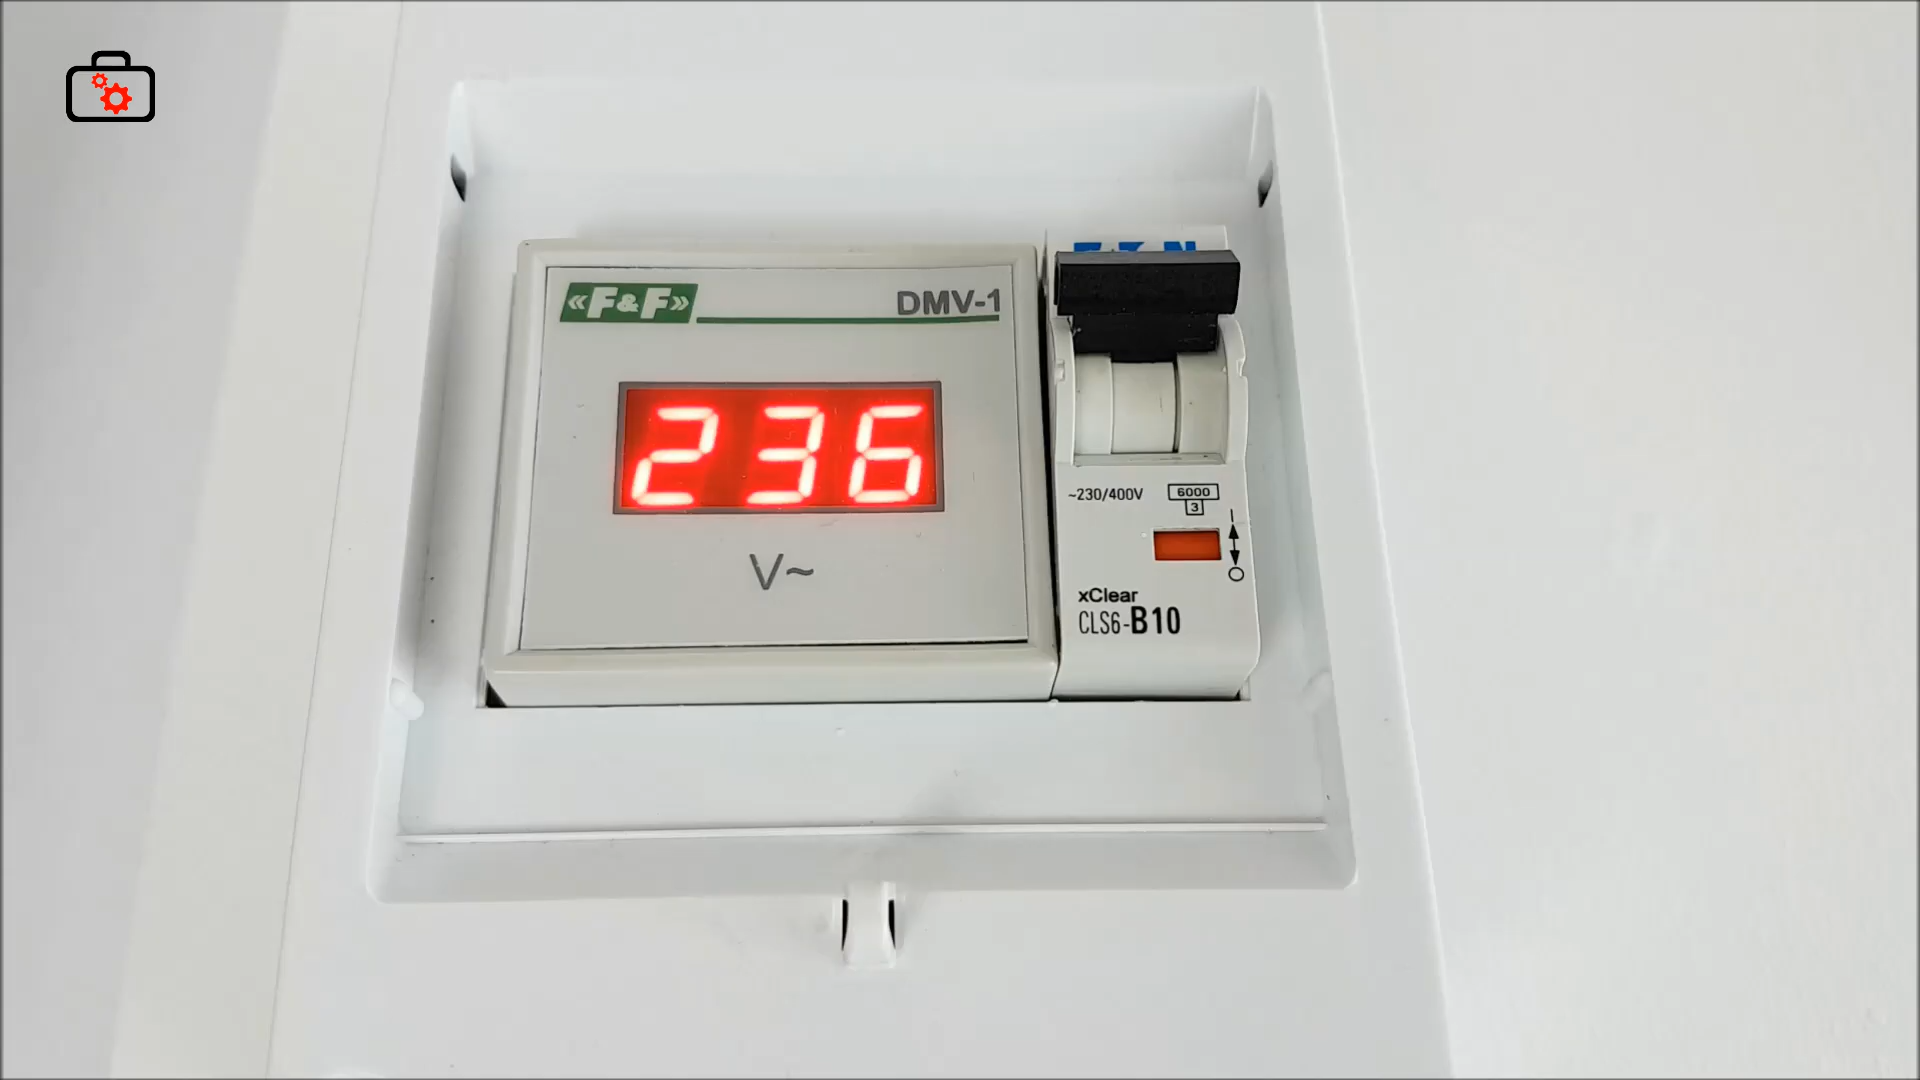 «F&F»
DMV-1
236
V~
~230/400V
6000
3
I
O
xClear
CLS6-B10